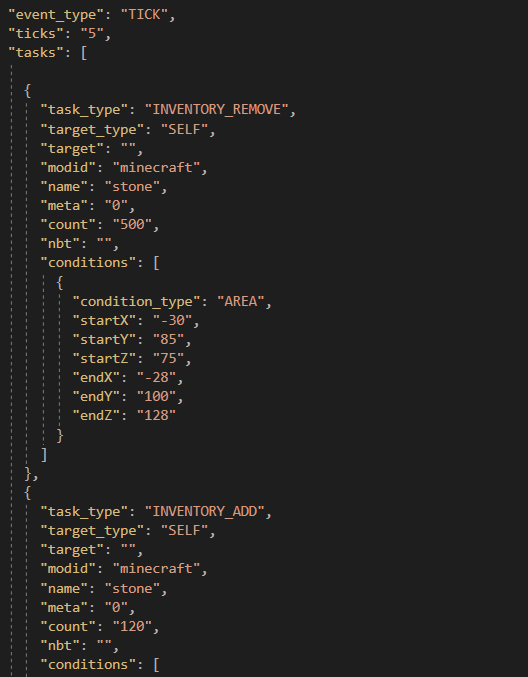 "event_type": "TICK",
"ticks": "5",
"tasks": [
{
"task_type": "INVENTORY_REMOVE",
"target_type": "SELF",
"target": "",
"modid": "minecraft",
"name": "stone",
"meta": "0",
"count": "500",
"nbt": "",
"conditions": [
{
"condition_type": "AREA",
"startX": "-30",
"startY": "85",
"startZ": "75",
"endX": "-28",
"endY": "100",
"endZ": "128"
}
]
},
{
"task_type": "INVENTORY_ADD",
"target_type": "SELF",
"target": "",
"modid": "minecraft",
"name": "stone",
"meta": "0",
"count": "120",
"nbt": "",
"conditions": [